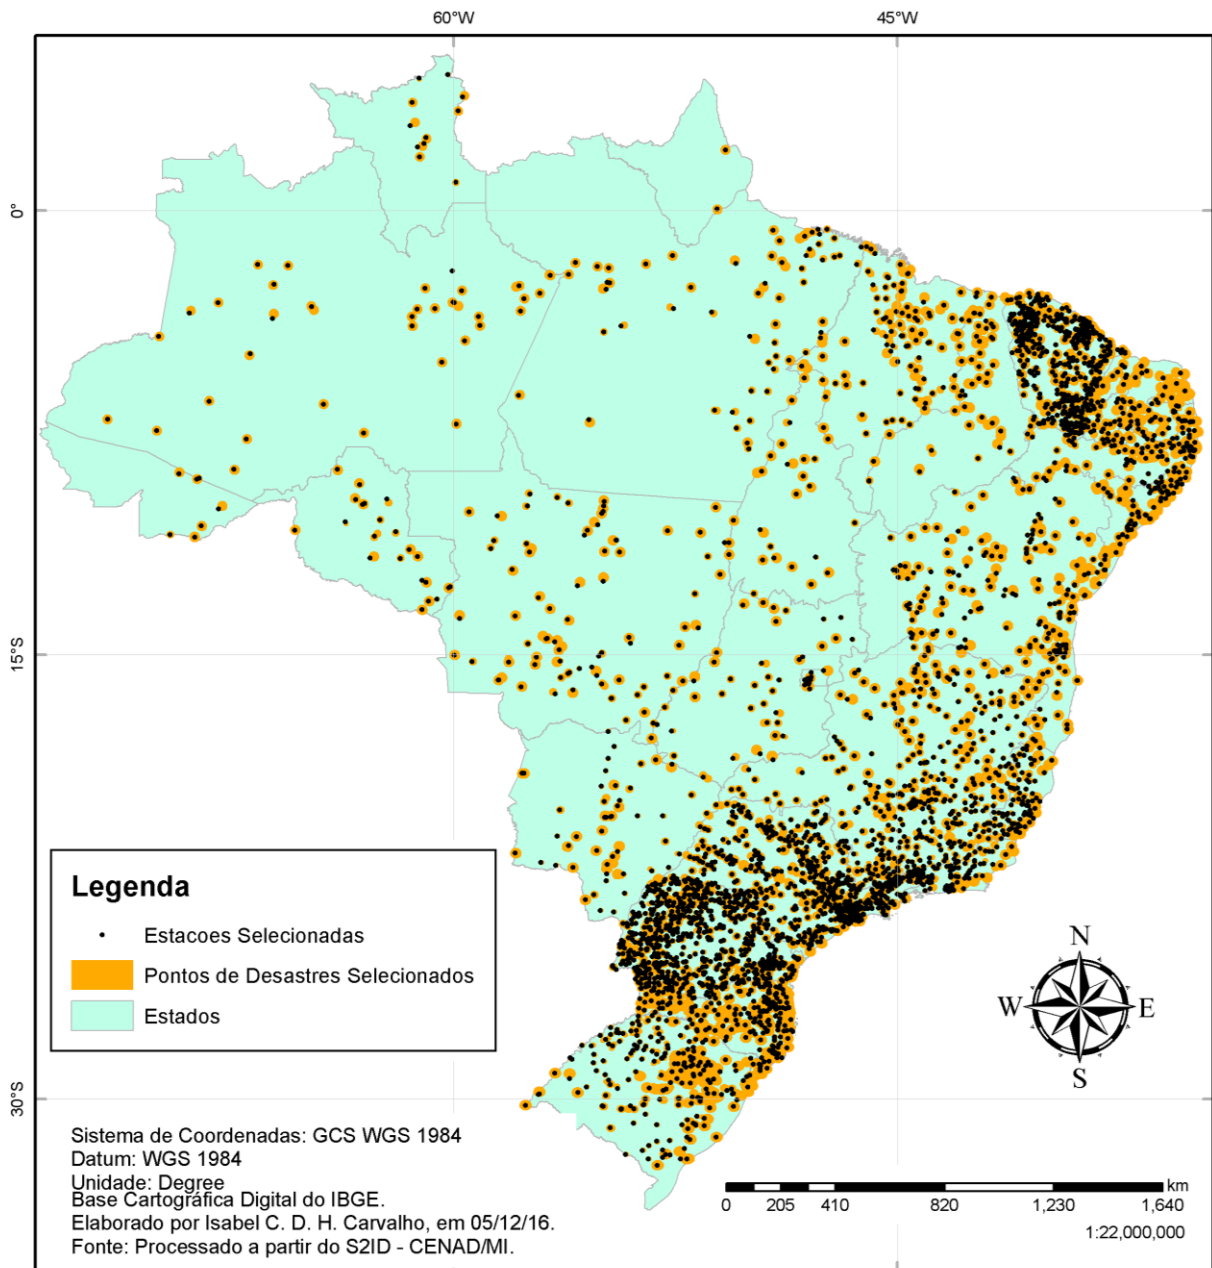 60°W
45°W
0°
15°S
30°S
Legenda
Estacoes Selecionadas
Pontos de Desastres Selecionados
Estados
N
W
E
S
Sistema de Coordenadas: GCS WGS 1984
Datum: WGS 1984
Unidade: Degree
Base Cartográfica Digital do IBGE.
Elaborado por Isabel C. D. H. Carvalho, em 05/12/16.
Fonte: Processado a partir do S2ID - CENAD/MI.
km
0 205 410 820 1,230 1,640
1:22,000,000